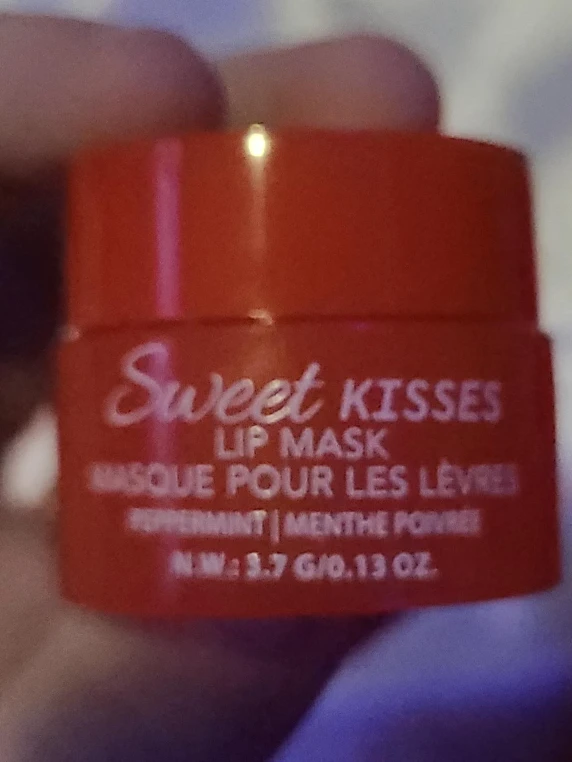 Sweet KISSES
LIP MASK
MASQUE POUR LES LÈVRES
PEPPERMINT | MENTHE POIVRÉE
N.W.: 3.7 G/0.13 OZ.